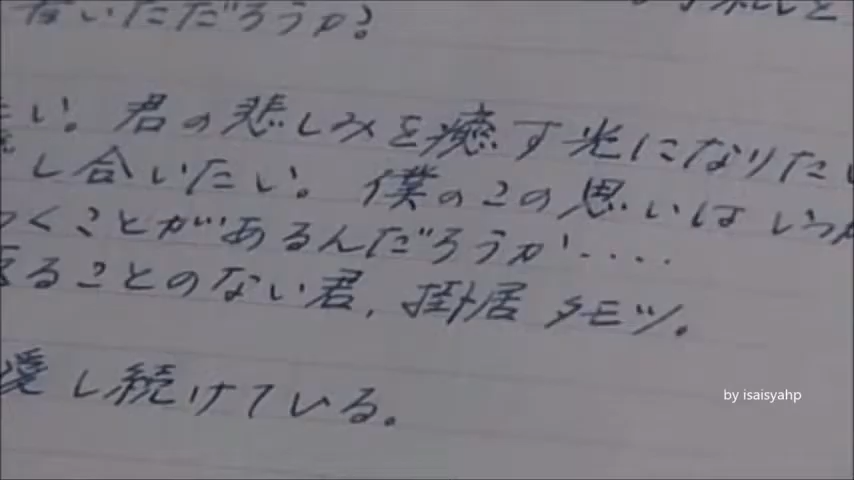 いただだろうか?
い。君の悲しみを癒す光になりたい
し合いたい。僕のこの思いはいつか
くことがあるんだろうか‥‥
ることのない君、掛居 タモツ。
愛し続けている。
by isaisyahp